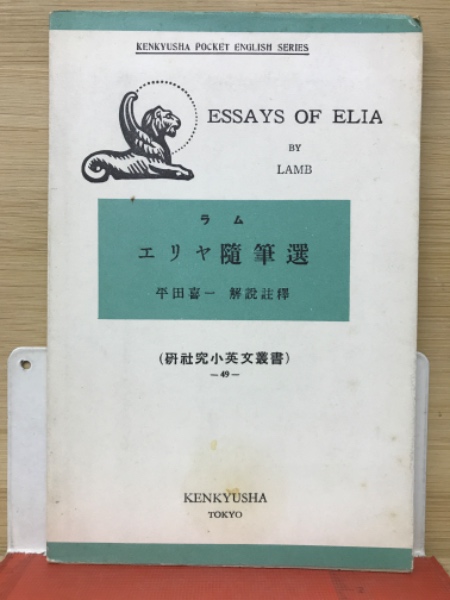 KENKYUSHA POCKET ENGLISH SERIES
ESSAYS OF ELIA
BY
LAMB
ラム
エリヤ隨筆選
平田喜一 解説註釋
(研社究小英文叢書)
—49—
KENKYUSHA
TOKYO